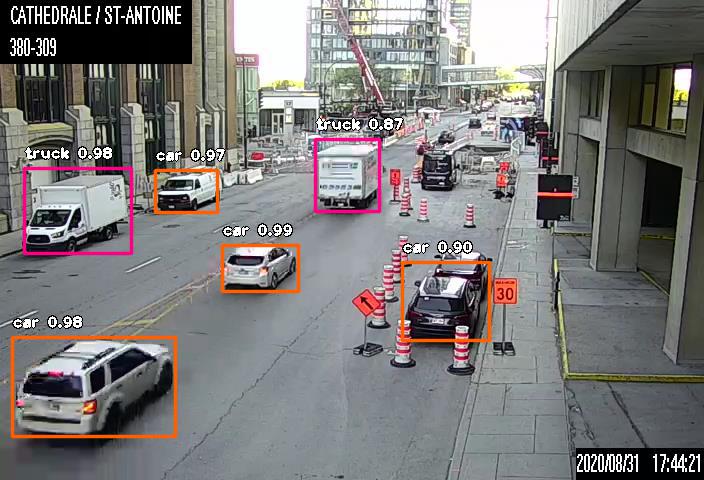 CATHEDRALE / ST-ANTOINE
380-309
truck 0.87
truck 0.98
car 0.97
car 0.99
car 0.90
30
car 0.98
2020/08/31 17:44:21